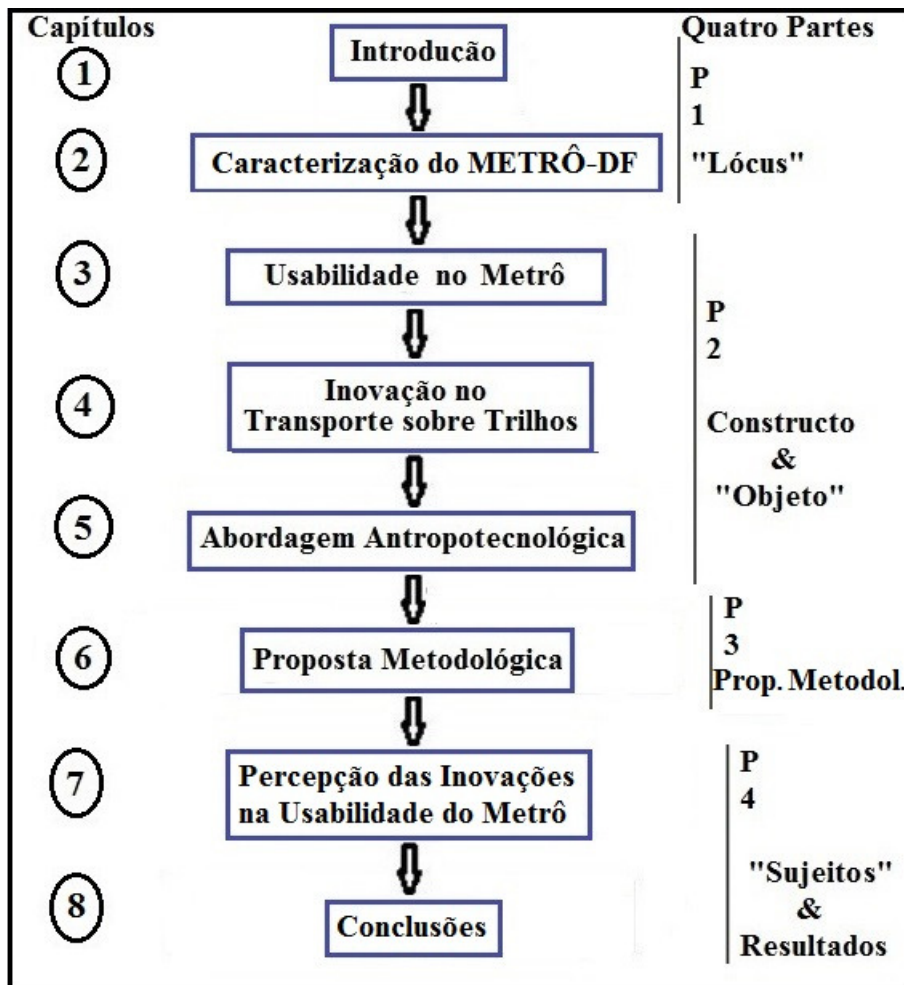 Capítulos
Quatro Partes
1
Introdução
P
1
2
Caracterização do METRÔ-DF
"Lócus"
3
Usabilidade no Metrô
P
2
4
Inovação no
Transporte sobre Trilhos
Constructo
&
"Objeto"
5
Abordagem Antropotecnológica
P
3
6
Proposta Metodológica
Prop. Metodol.
7
Percepção das Inovações
na Usabilidade do Metrô
P
4
"Sujeitos"
&
Resultados
8
Conclusões